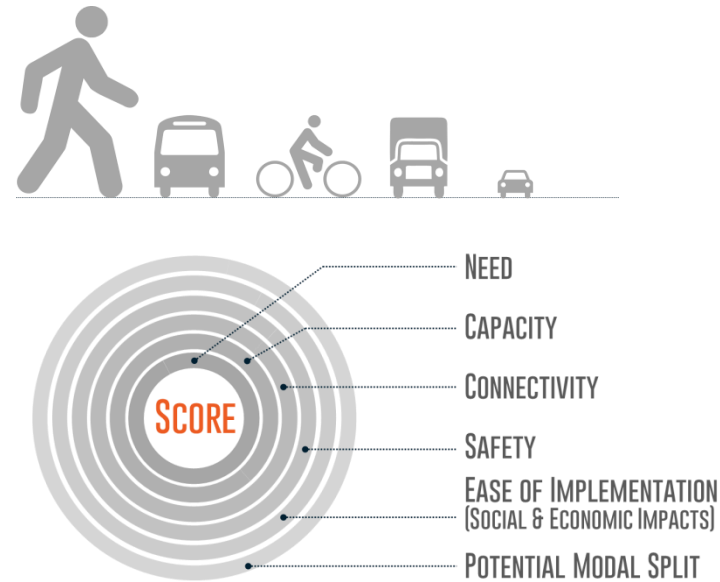 NEED
CAPACITY
CONNECTIVITY
SCORE
SAFETY
EASE OF IMPLEMENTATION
(SOCIAL & ECONOMIC IMPACTS)
POTENTIAL MODAL SPLIT